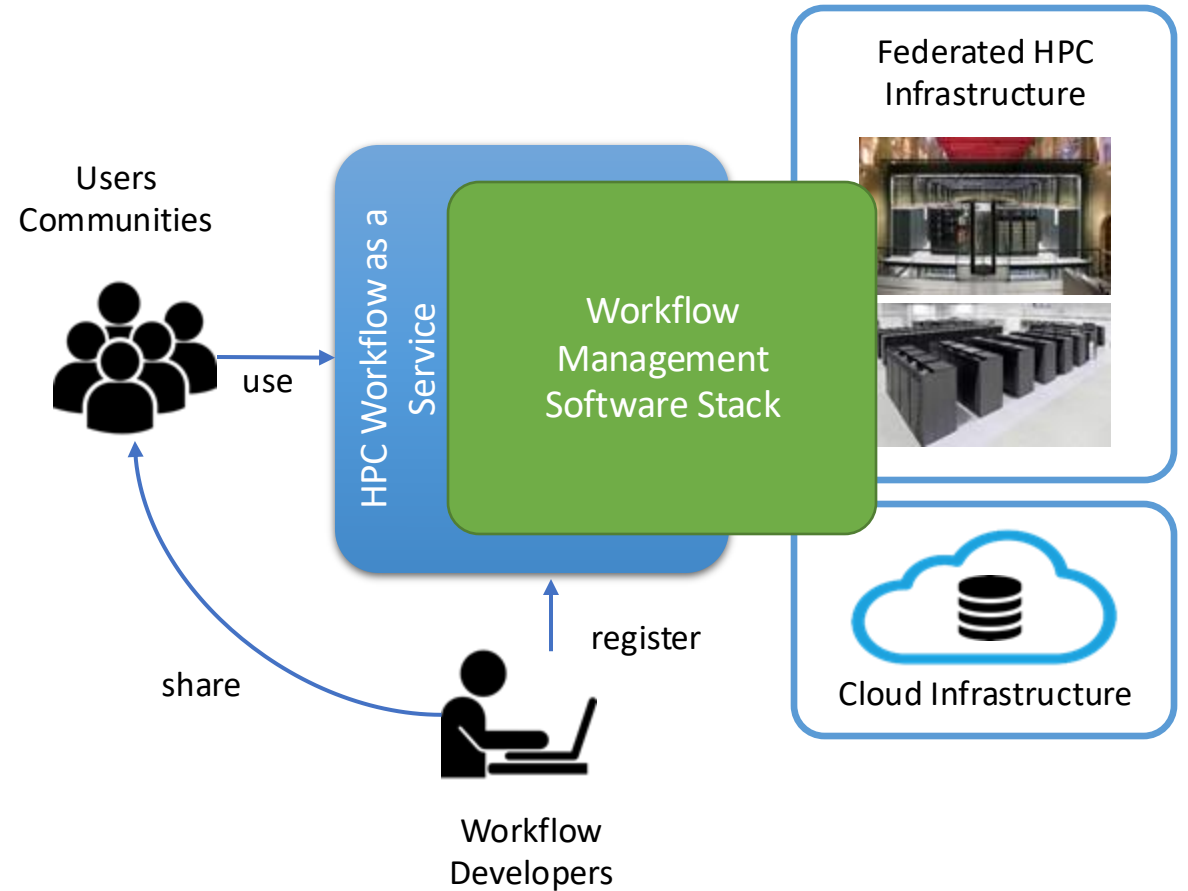 Federated HPC
Infrastructure
Users
Communities
HPC Workflow as a
Service
Workflow
Management
Software Stack
use
register
share
Cloud Infrastructure
Workflow
Developers